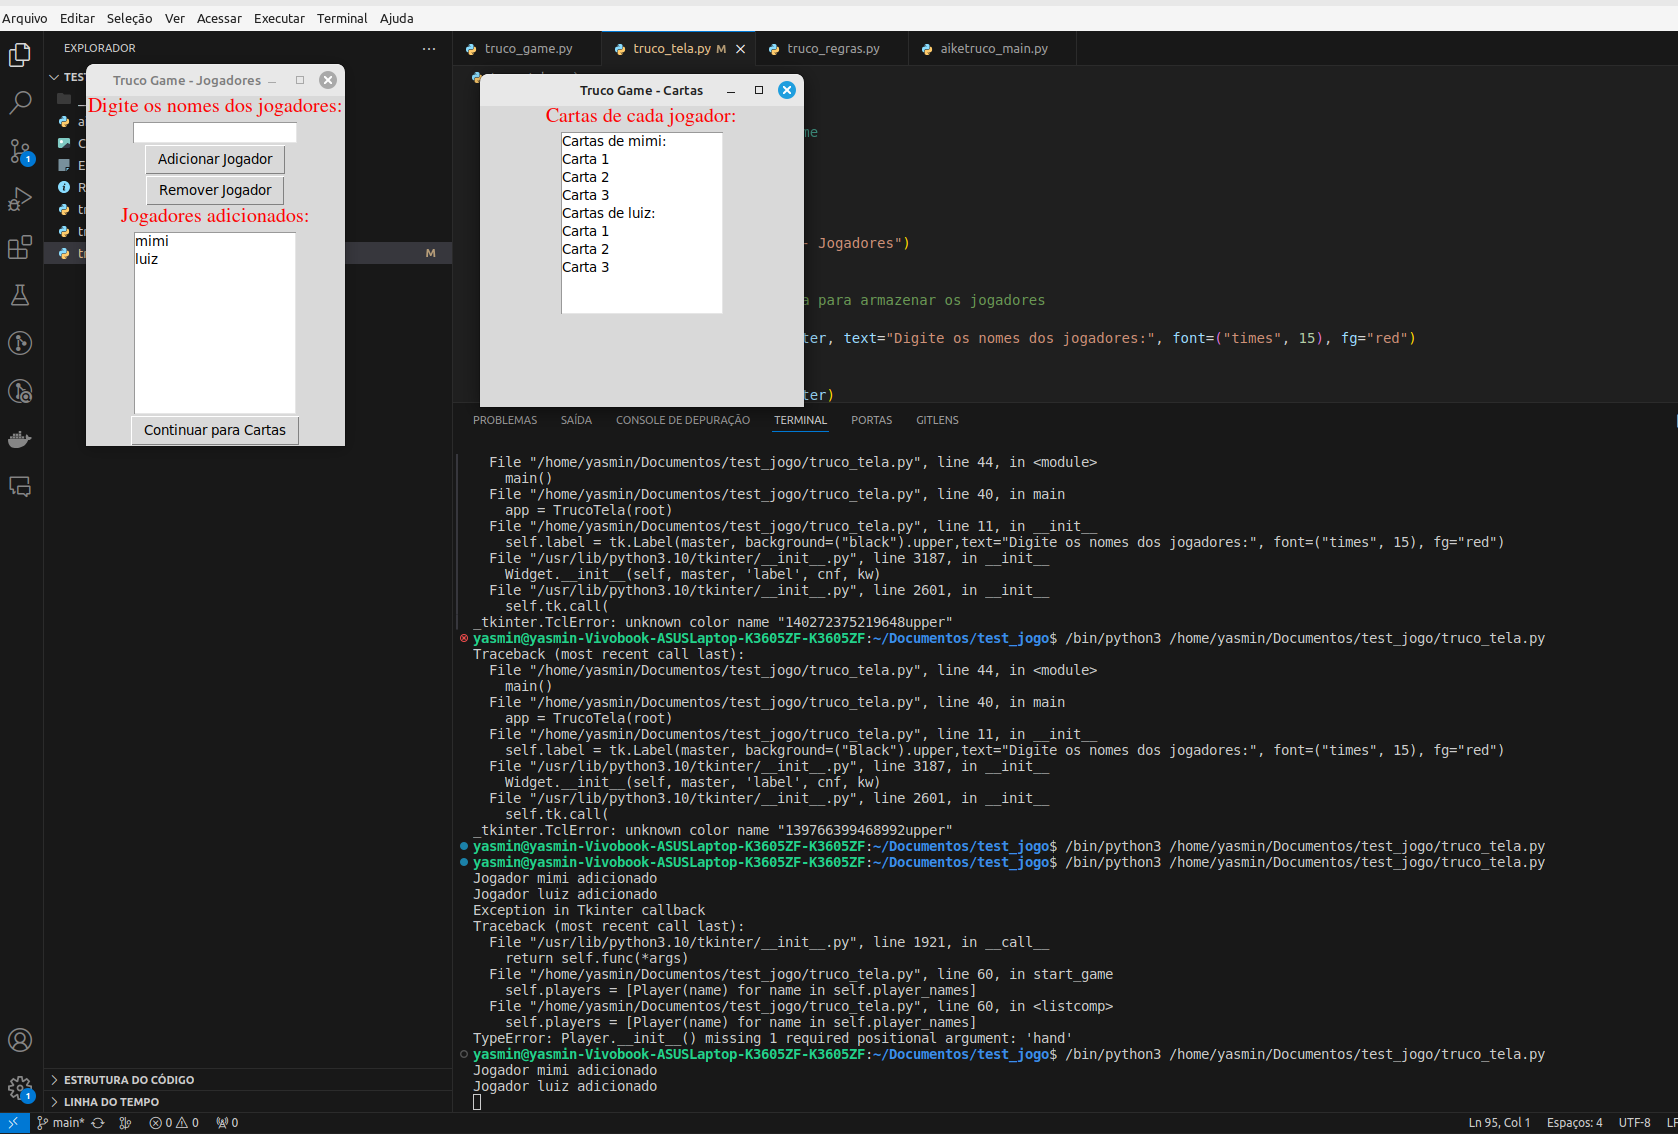 Arquivo Editar Seleção Ver Acessar Executar Terminal Ajuda
EXPLORADOR
truco_game.py
truco_tela.py M
truco_regras.py
aiketruco_main.py
Truco Game - Jogadores
Digite os nomes dos jogadores:
Adicionar Jogador
Remover Jogador
Jogadores adicionados:
mimi
luiz
Continuar para Cartas
M
Truco Game - Cartas
Cartas de cada jogador:
Cartas de mimi:
Carta 1
Carta 2
Carta 3
Cartas de luiz:
Carta 1
Carta 2
Carta 3
me
- Jogadores")
a para armazenar os jogadores
ter, text="Digite os nomes dos jogadores:", font=("times", 15), fg="red")
ter)
PROBLEMAS SAÍDA CONSOLE DE DEPURAÇÃO TERMINAL PORTAS GITLENS
File "/home/yasmin/Documentos/test_jogo/truco_tela.py", line 44, in <module>
main()
File "/home/yasmin/Documentos/test_jogo/truco_tela.py", line 40, in main
app = TrucoTela(root)
File "/home/yasmin/Documentos/test_jogo/truco_tela.py", line 11, in __init__
self.label = tk.Label(master, background=("black").upper,text="Digite os nomes dos jogadores:", font=("times", 15), fg="red")
File "/usr/lib/python3.10/tkinter/__init__.py", line 3187, in __init__
Widget.__init__(self, master, 'label', cnf, kw)
File "/usr/lib/python3.10/tkinter/__init__.py", line 2601, in __init__
self.tk.call(
_tkinter.TclError: unknown color name "140272375219648upper"
yasmin@yasmin-Vivobook-ASUSLaptop-K3605ZF-K3605ZF:~/Documentos/test_jogo$ /bin/python3 /home/yasmin/Documentos/test_jogo/truco_tela.py
Traceback (most recent call last):
File "/home/yasmin/Documentos/test_jogo/truco_tela.py", line 44, in <module>
main()
File "/home/yasmin/Documentos/test_jogo/truco_tela.py", line 40, in main
app = TrucoTela(root)
File "/home/yasmin/Documentos/test_jogo/truco_tela.py", line 11, in __init__
self.label = tk.Label(master, background=("Black").upper,text="Digite os nomes dos jogadores:", font=("times", 15), fg="red")
File "/usr/lib/python3.10/tkinter/__init__.py", line 3187, in __init__
Widget.__init__(self, master, 'label', cnf, kw)
File "/usr/lib/python3.10/tkinter/__init__.py", line 2601, in __init__
self.tk.call(
_tkinter.TclError: unknown color name "139766399468992upper"
yasmin@yasmin-Vivobook-ASUSLaptop-K3605ZF-K3605ZF:~/Documentos/test_jogo$ /bin/python3 /home/yasmin/Documentos/test_jogo/truco_tela.py
yasmin@yasmin-Vivobook-ASUSLaptop-K3605ZF-K3605ZF:~/Documentos/test_jogo$ /bin/python3 /home/yasmin/Documentos/test_jogo/truco_tela.py
Jogador mimi adicionado
Jogador luiz adicionado
Exception in Tkinter callback
Traceback (most recent call last):
File "/usr/lib/python3.10/tkinter/__init__.py", line 1921, in __call__
return self.func(*args)
File "/home/yasmin/Documentos/test_jogo/truco_tela.py", line 60, in start_game
self.players = [Player(name) for name in self.player_names]
File "/home/yasmin/Documentos/test_jogo/truco_tela.py", line 60, in <listcomp>
self.players = [Player(name) for name in self.player_names]
TypeError: Player.__init__() missing 1 required positional argument: 'hand'
yasmin@yasmin-Vivobook-ASUSLaptop-K3605ZF-K3605ZF:~/Documentos/test_jogo$ /bin/python3 /home/yasmin/Documentos/test_jogo/truco_tela.py
Jogador mimi adicionado
Jogador luiz adicionado
ESTRUTURA DO CÓDIGO
LINHA DO TEMPO
main* 0 0 0 Ln 95, Col 1 Espaços: 4 UTF-8 LF